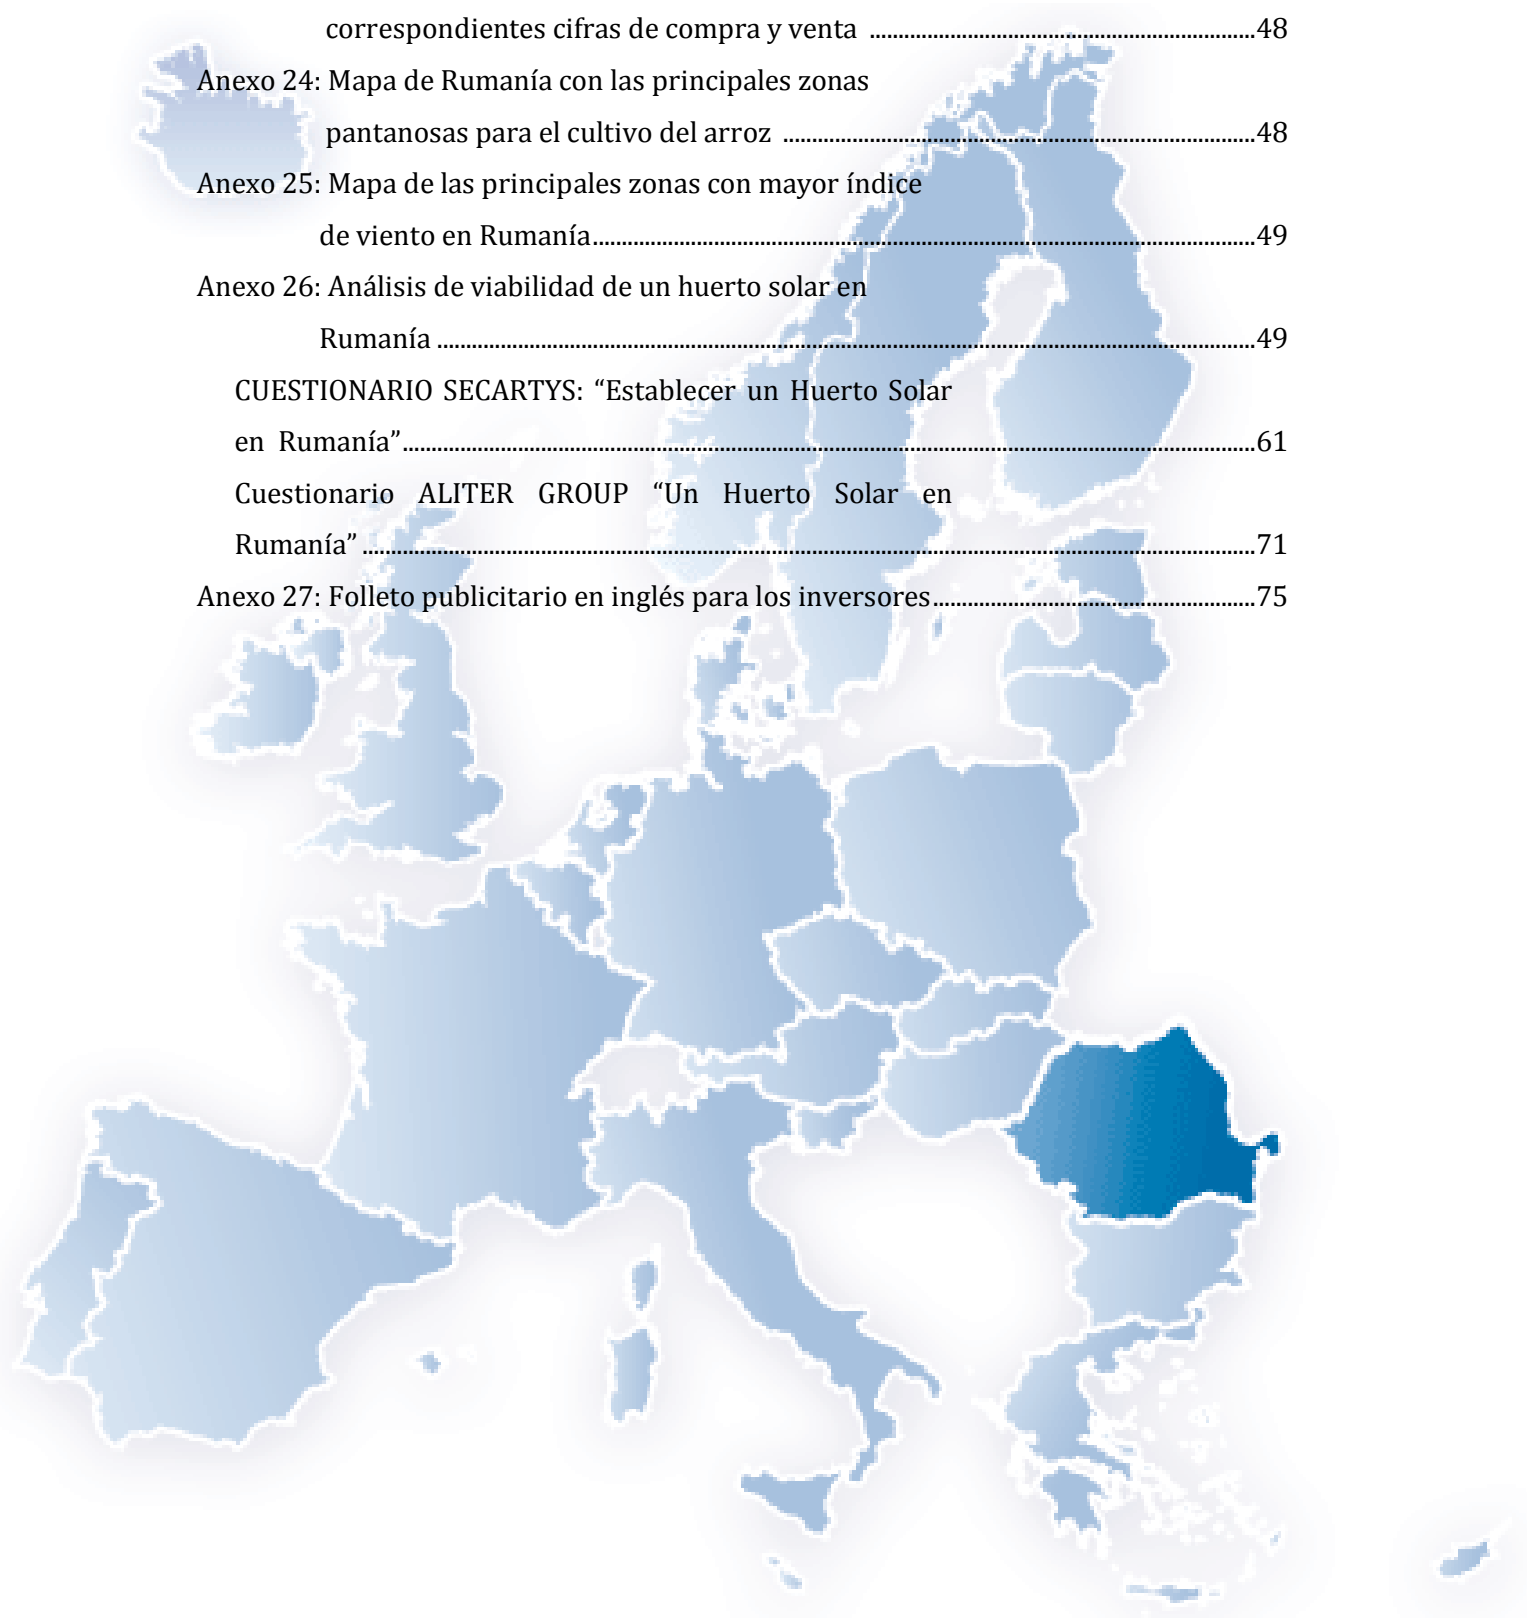 correspondientes cifras de compra y venta ................................................................48
Anexo 24: Mapa de Rumanía con las principales zonas
pantanosas para el cultivo del arroz ................................................................48
Anexo 25: Mapa de las principales zonas con mayor índice
de viento en Rumanía................................................................49
Anexo 26: Análisis de viabilidad de un huerto solar en
Rumanía ................................................................49
CUESTIONARIO SECARTYS: “Establecer un Huerto Solar
en Rumanía”................................................................61
Cuestionario ALITER GROUP “Un Huerto Solar en
Rumanía” ................................................................71
Anexo 27: Folleto publicitario en inglés para los inversores................................................................75